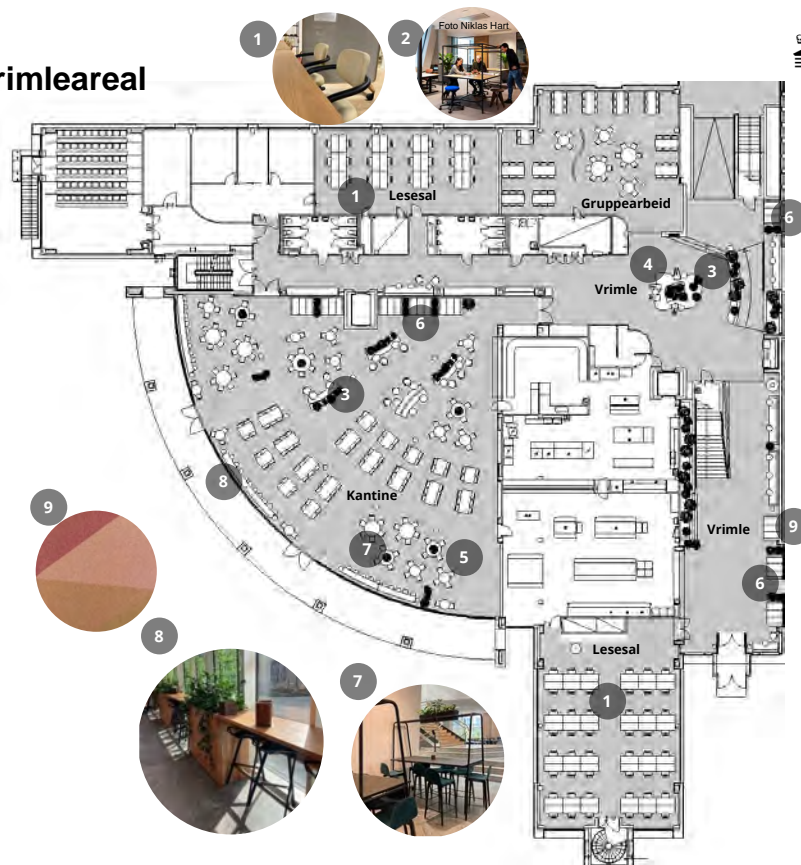 1
2
Foto Niklas Hart
rimleareal
1
Lesesal
Gruppearbeid
6
4
3
Vrimle
6
3
8
Kantine
9
7
5
Vrimle
9
6
8
Lesesal
7
1